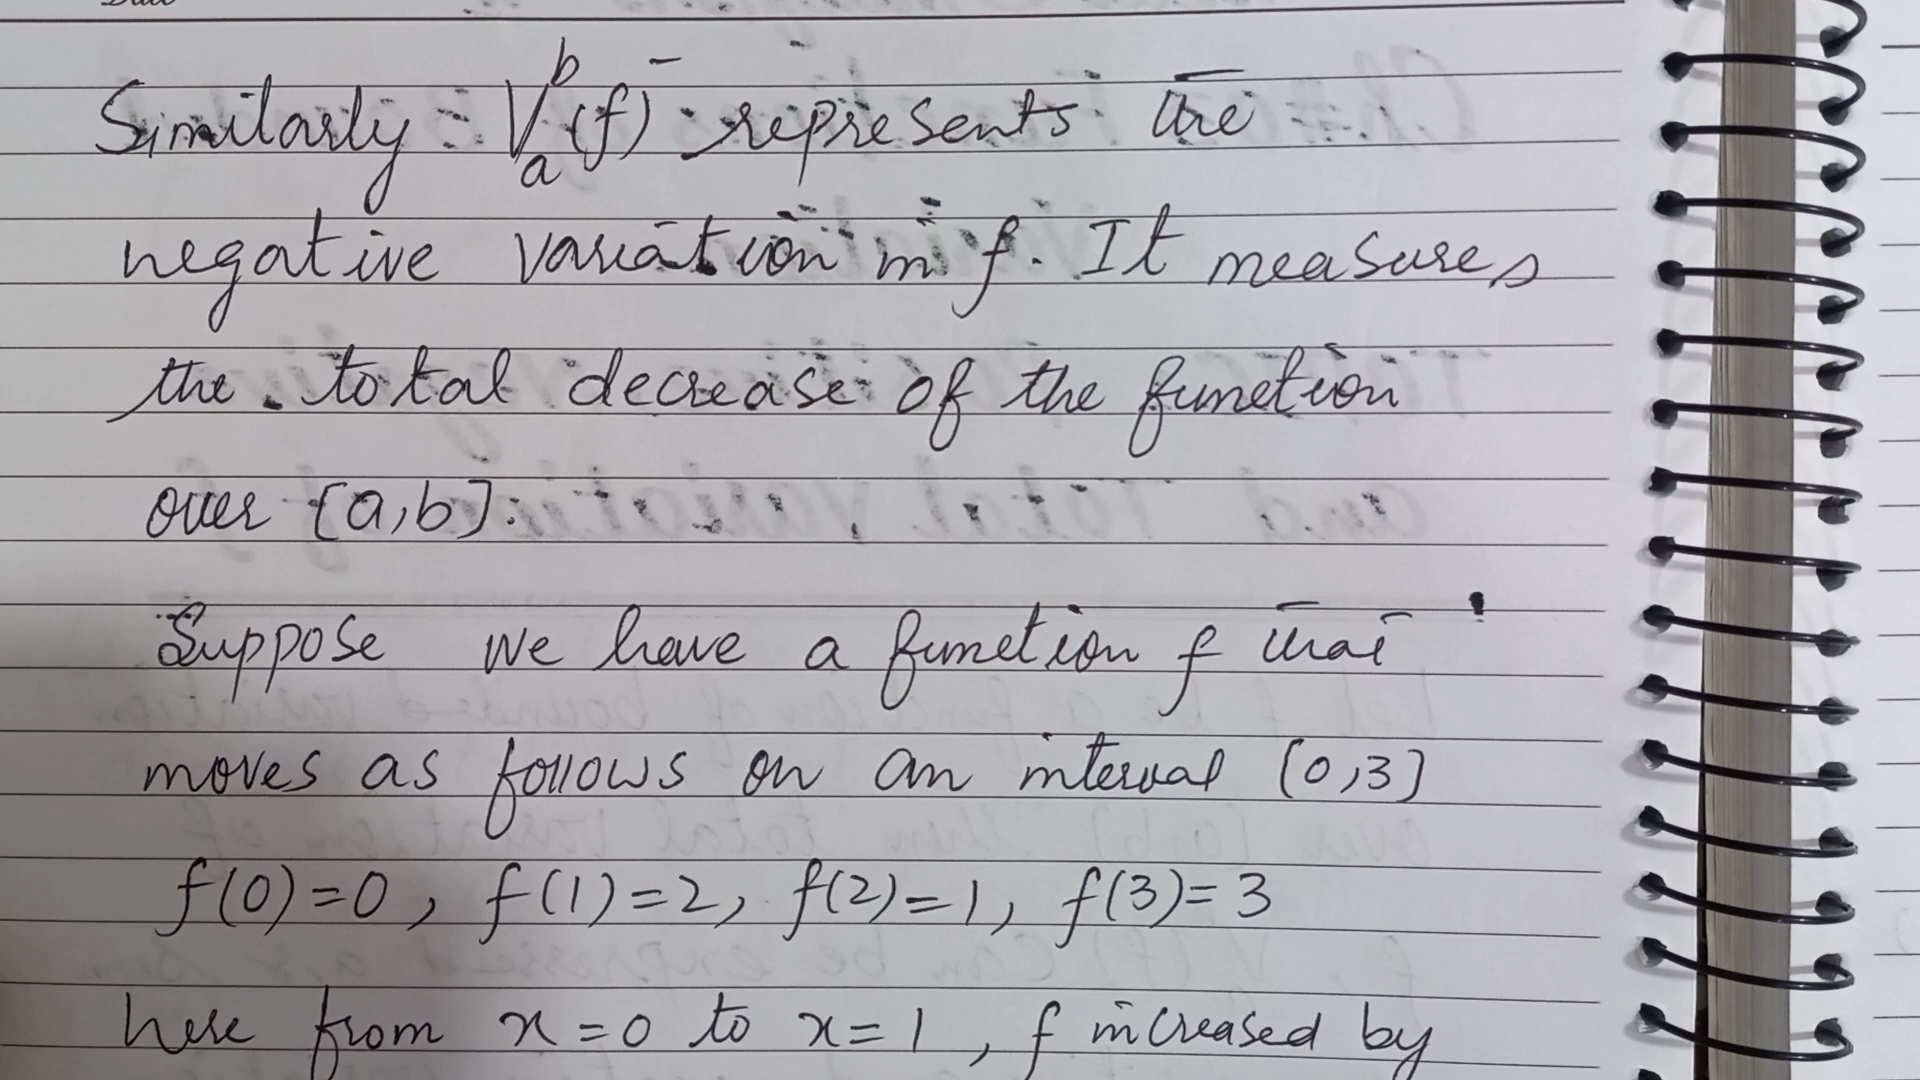 Similarly V_a^b(f)^- represents the
negative variation in f. It measures
the total decrease of the function
over [a,b].
Suppose we have a function f that
moves as follows on an interval [0,3]
f(0)=0, f(1)=2, f(2)=1, f(3)=3
here from x=0 to x=1, f increased by